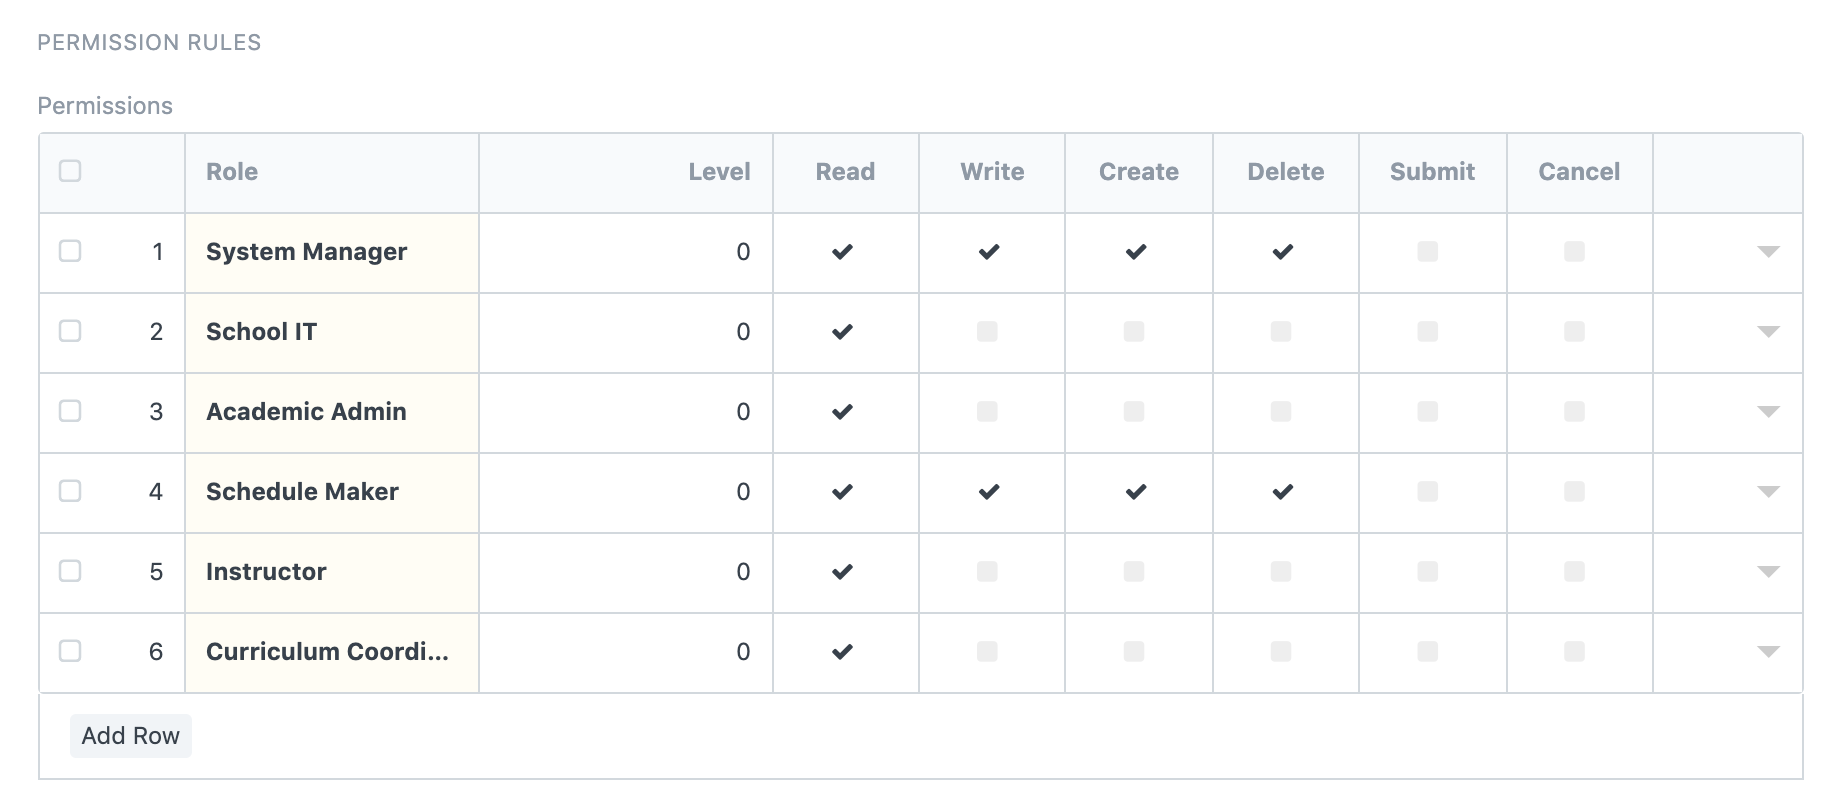 PERMISSION RULES
Permissions
Role Level Read Write Create Delete Submit Cancel
1 System Manager 0
2 School IT 0
3 Academic Admin 0
4 Schedule Maker 0
5 Instructor 0
6 Curriculum Coordi... 0
Add Row